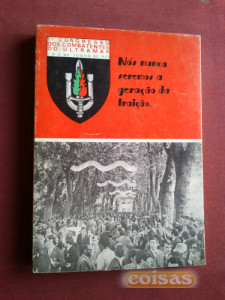 CONGRESSO
DOS COMBATENTES
DO ULTRAMAR
Nós nunca
seremos a
geração da
traição.
coisas